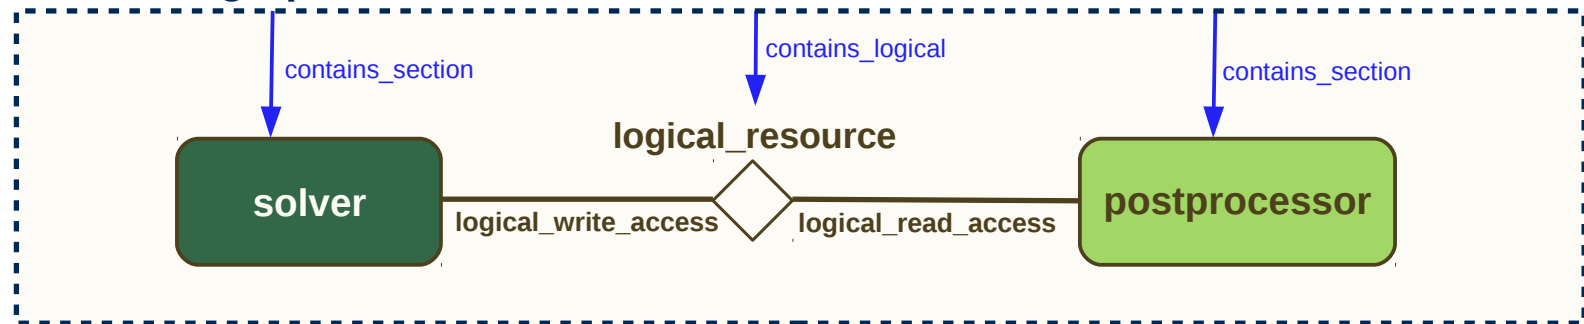 contains_section
contains_logical
contains_section
logical_resource
solver
postprocessor
logical_write_access
logical_read_access